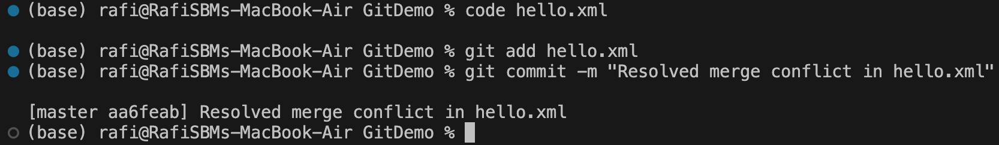 (base) rafi@RafiSBMs-MacBook-Air GitDemo % code hello.xml
(base) rafi@RafiSBMs-MacBook-Air GitDemo % git add hello.xml
(base) rafi@RafiSBMs-MacBook-Air GitDemo % git commit -m "Resolved merge conflict in hello.xml"
[master aa6feab] Resolved merge conflict in hello.xml
(base) rafi@RafiSBMs-MacBook-Air GitDemo %